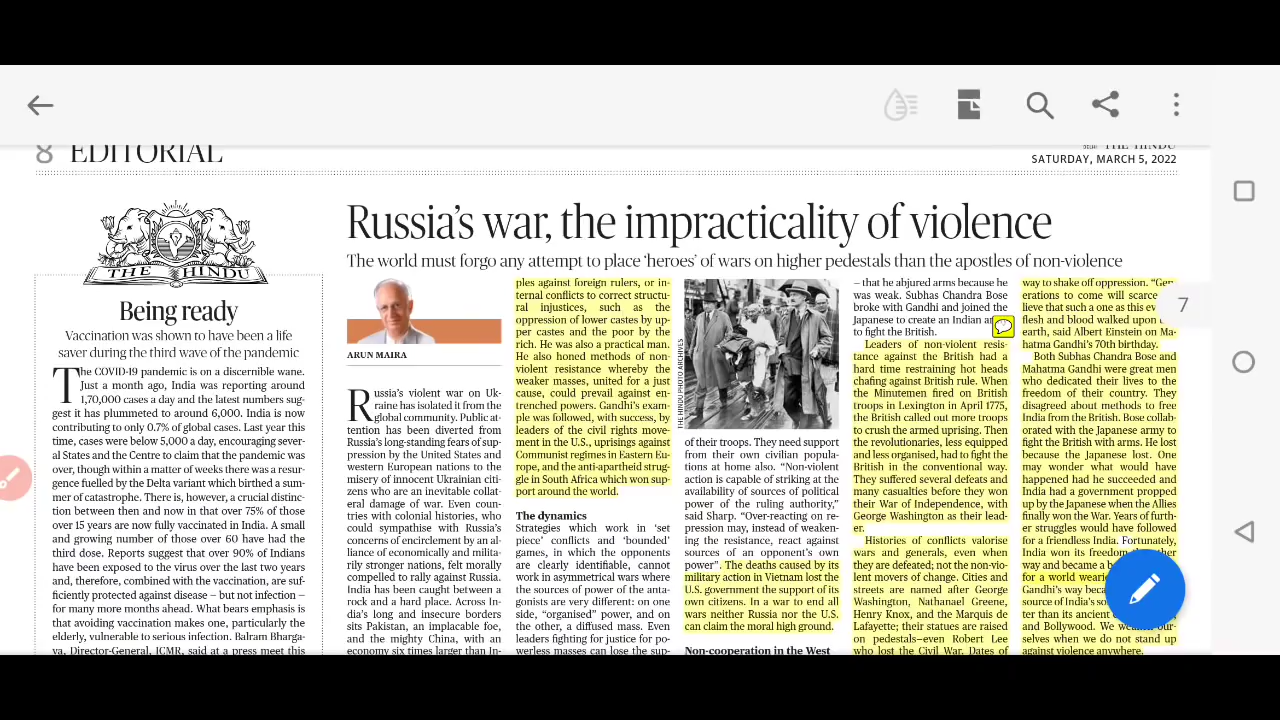 8 EDITORIAL
THE HINDU
SATURDAY, MARCH 5, 2022
THE HINDU
Being ready
Vaccination was shown to have been a life
saver during the third wave of the pandemic
The COVID-19 pandemic is on a discernible wane.
Just a month ago, India was reporting around
1,70,000 cases a day and the latest numbers sug-
gest it has plummeted to around 6,000. India is now
contributing to only 0.7% of global cases. Last year this
time, cases were below 5,000 a day, encouraging sever-
al States and the Centre to claim that the pandemic was
over, though within a matter of weeks there was a resur-
gence fuelled by the Delta variant which birthed a sum-
mer of catastrophe. There is, however, a crucial distinc-
tion between then and now in that over 75% of those
over 15 years are now fully vaccinated in India. A small
and growing number of those over 60 have had the
third dose. Reports suggest that over 90% of Indians
have been exposed to the virus over the last two years
and, therefore, combined with the vaccination, are suf-
ficiently protected against disease – but not infection –
for many more months ahead. What bears emphasis is
that avoiding vaccination makes one, particularly the
elderly, vulnerable to serious infection. Balram Bharga-
va, Director-General, ICMR, said at a press meet this
Russia's war, the impracticality of violence
The world must forgo any attempt to place 'heroes' of wars on higher pedestals than the apostles of non-violence
ARUN MAIRA
Russia's violent war on Uk-
raine has isolated it from the
global community. Public at-
tention has been diverted from
Russia's long-standing fears of sup-
pression by the United States and
western European nations to the
misery of innocent Ukrainian citi-
zens who are an inevitable collat-
eral damage of war. Even coun-
tries with colonial histories, who
could sympathise with Russia's
concerns of encirclement by an al-
liance of economically and milita-
rily stronger nations, felt morally
compelled to rally against Russia.
India has been caught between a
rock and a hard place. Across In-
dia's long and insecure borders
sits Pakistan, an implacable foe,
and the mighty China, with an
economy six times larger than In-
ples against foreign rulers, or in-
ternal conflicts to correct structu-
ral injustices, such as the
oppression of lower castes by up-
per castes and the poor by the
rich. He was also a practical man.
He also honed methods of non-
violent resistance whereby the
weaker masses, united for a just
cause, could prevail against en-
trenched powers. Gandhi's exam-
ple was followed, with success, by
leaders of the civil rights move-
ment in the U.S., uprisings against
Communist regimes in Eastern Eu-
rope, and the anti-apartheid strug-
gle in South Africa which won sup-
port around the world.
The dynamics
Strategies which work in 'set
piece' conflicts and 'bounded'
games, in which the opponents
are clearly identifiable, cannot
work in asymmetrical wars where
the sources of power of the anta-
gonists are very different: on one
side, "organised" power, and on
the other, a diffused mass. Even
leaders fighting for justice for po-
werless masses can lose the sup-
THE HINDU PHOTO ARCHIVES
of their troops. They need support
from their own civilian popula-
tions at home also. "Non-violent
action is capable of striking at the
availability of sources of political
power of the ruling authority,"
said Sharp. "Over-reacting on re-
pression may, instead of weaken-
ing the resistance, react against
sources of an opponent's own
power". The deaths caused by its
military action in Vietnam lost the
U.S. government the support of its
own citizens. In a war to end all
wars neither Russia nor the U.S.
can claim the moral high ground.
Non-cooperation in the West
– that he abjured arms because he
was weak. Subhas Chandra Bose
broke with Gandhi and joined the
Japanese to create an Indian
to fight the British.
Leaders of non-violent resis-
tance against the British had a
hard time restraining hot heads
chafing against British rule. When
the Minutemen fired on British
troops in Lexington in April 1775,
the British called out more troops
to crush the armed uprising. Then
the revolutionaries, less equipped
and less organised, had to fight the
British in the conventional way.
They suffered several defeats and
many casualties before they won
their War of Independence, with
George Washington as their lead-
er.
Histories of conflicts valorise
wars and generals, even when
they are defeated; not the non-vio-
lent movers of change. Cities and
streets are named after George
Washington, Nathanael Greene,
Henry Knox, and the Marquis de
Lafayette; their statues are raised
on pedestals—even Robert Lee
who lost the Civil War. Dates of
way to shake off oppression. "Gen-
erations to come will scarce
lieve that such a one as this ev
flesh and blood walked upon
earth, said Albert Einstein on Ma-
hatma Gandhi's 70th birthday.
Both Subhas Chandra Bose and
Mahatma Gandhi were great men
who dedicated their lives to the
freedom of their country. They
disagreed about methods to free
India from the British. Bose collab-
orated with the Japanese army to
fight the British with arms. He lost
because the Japanese lost. One
may wonder what would have
happened had he succeeded and
India had a government propped
up by the Japanese when the Allies
finally won the War. Years of furth-
er struggles would have followed
for a friendless India. Fortunately,
India won its freedom
way and became a
for a world wear
Gandhi's way
source of India's
ter than its ancient
and Bollywood. We our-
selves when we do not stand up
against violence anywhere.
7